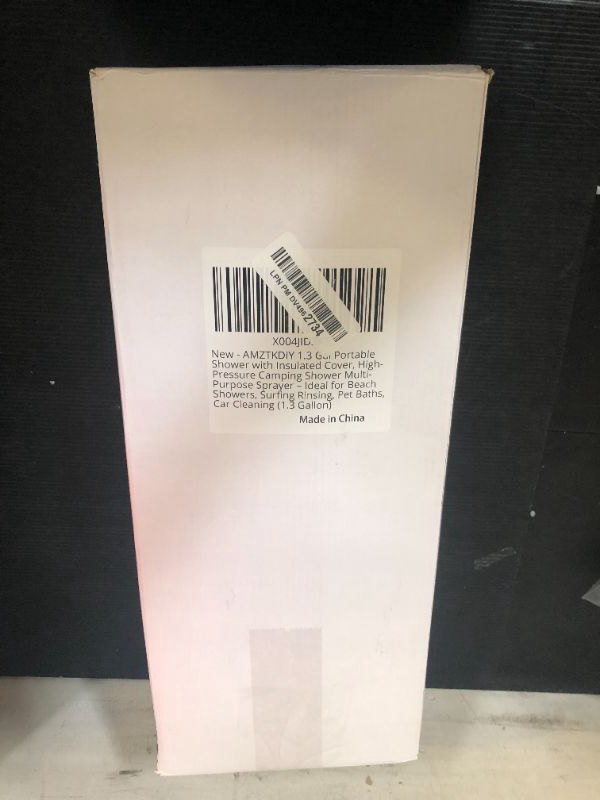 LPN PM DV496 2734
X004JID
New - AMZTKDIY 1.3 Gal Portable
Shower with Insulated Cover, High-
Pressure Camping Shower Multi-
Purpose Sprayer – Ideal for Beach
Showers, Surfing Rinsing, Pet Baths,
Car Cleaning (1.3 Gallon)
Made in China